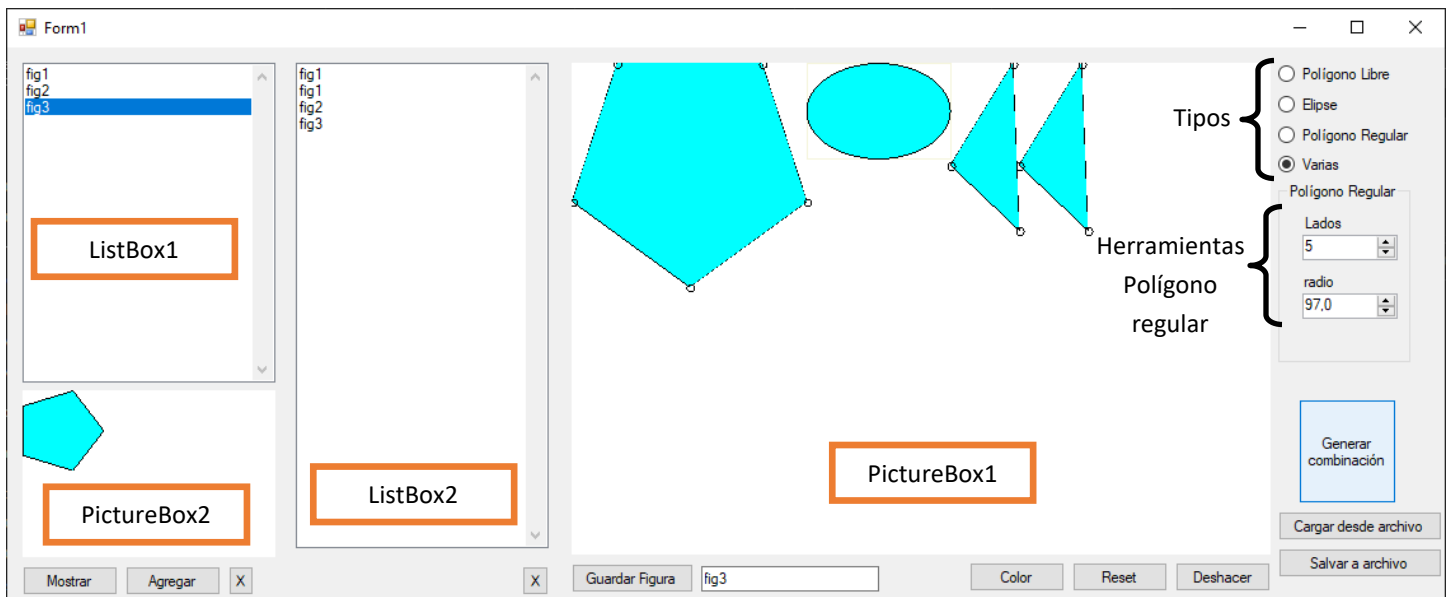 Form1
fig1
fig2
fig3
ListBox1
PictureBox2
Mostrar
Agregar
X
fig1
fig1
fig2
fig3
ListBox2
X
PictureBox1
Guardar Figura
fig3
Color
Reset
Deshacer
Tipos
Polígono Libre
Elipse
Polígono Regular
Varias
Herramientas
Polígono
regular
Polígono Regular
Lados
5
radio
97,0
Generar
combinación
Cargar desde archivo
Salvar a archivo